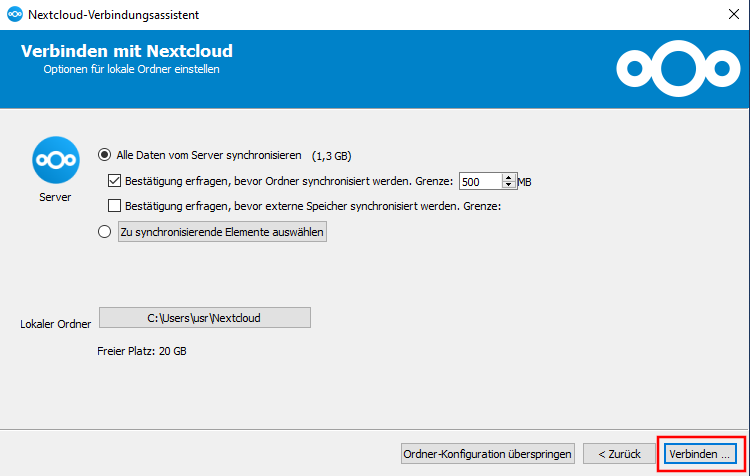 Nextcloud-Verbindungsassistent
Verbinden mit Nextcloud
Optionen für lokale Ordner einstellen
Alle Daten vom Server synchronisieren (1,3 GB)
Bestätigung erfragen, bevor Ordner synchronisiert werden. Grenze: 500 MB
Server
Bestätigung erfragen, bevor externe Speicher synchronisiert werden. Grenze:
Zu synchronisierende Elemente auswählen
Lokaler Ordner C:\Users\usr\Nextcloud
Freier Platz: 20 GB
Ordner-Konfiguration überspringen < Zurück Verbinden ...